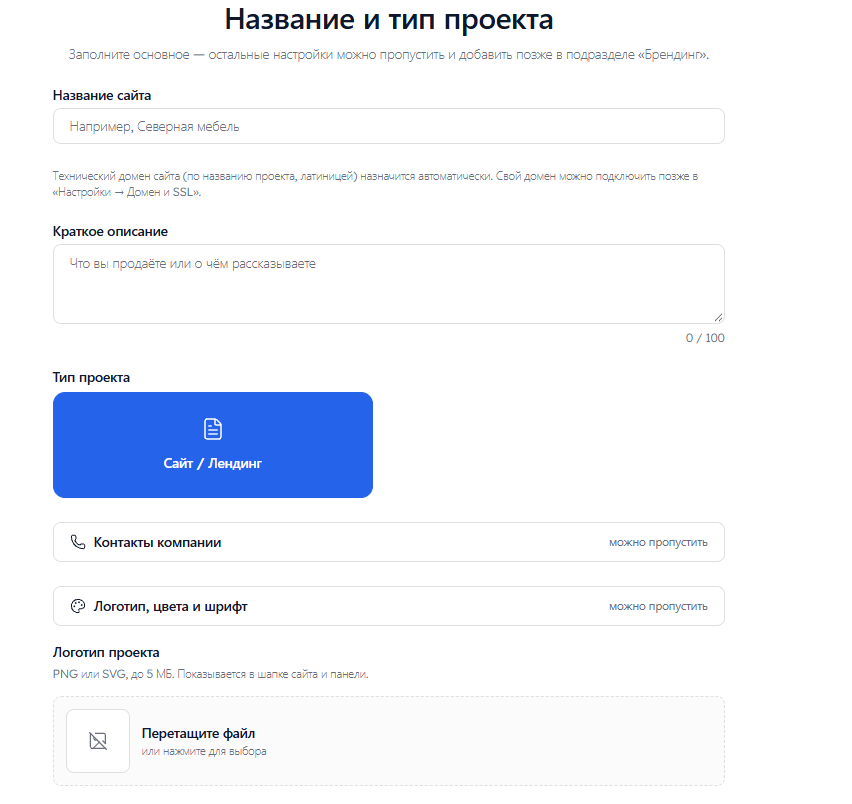 Название и тип проекта
Заполните основное — остальные настройки можно пропустить и добавить позже в подразделе «Брендинг».
Название сайта
Например, Северная мебель
Технический домен сайта (по названию проекта, латиницей) назначится автоматически. Свой домен можно подключить позже в
«Настройки → Домен и SSL».
Краткое описание
Что вы продаёте или о чём рассказываете
0 / 100
Тип проекта
Сайт / Лендинг
Контакты компании
можно пропустить
Логотип, цвета и шрифт
можно пропустить
Логотип проекта
PNG или SVG, до 5 МБ. Показывается в шапке сайта и панели.
Перетащите файл
или нажмите для выбора